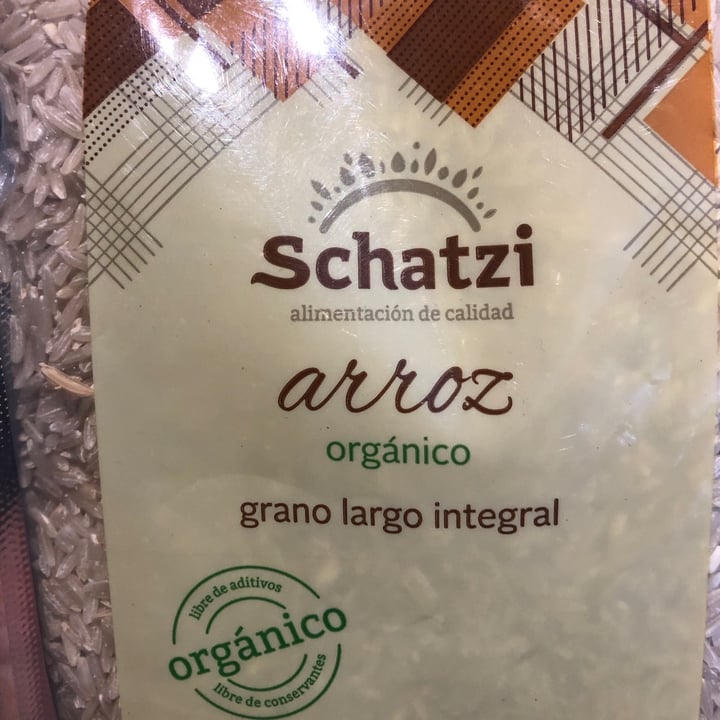 Schatzi
alimentación de calidad
arroz
orgánico
grano largo integral
libre de aditivos
orgánico
libre de conservantes